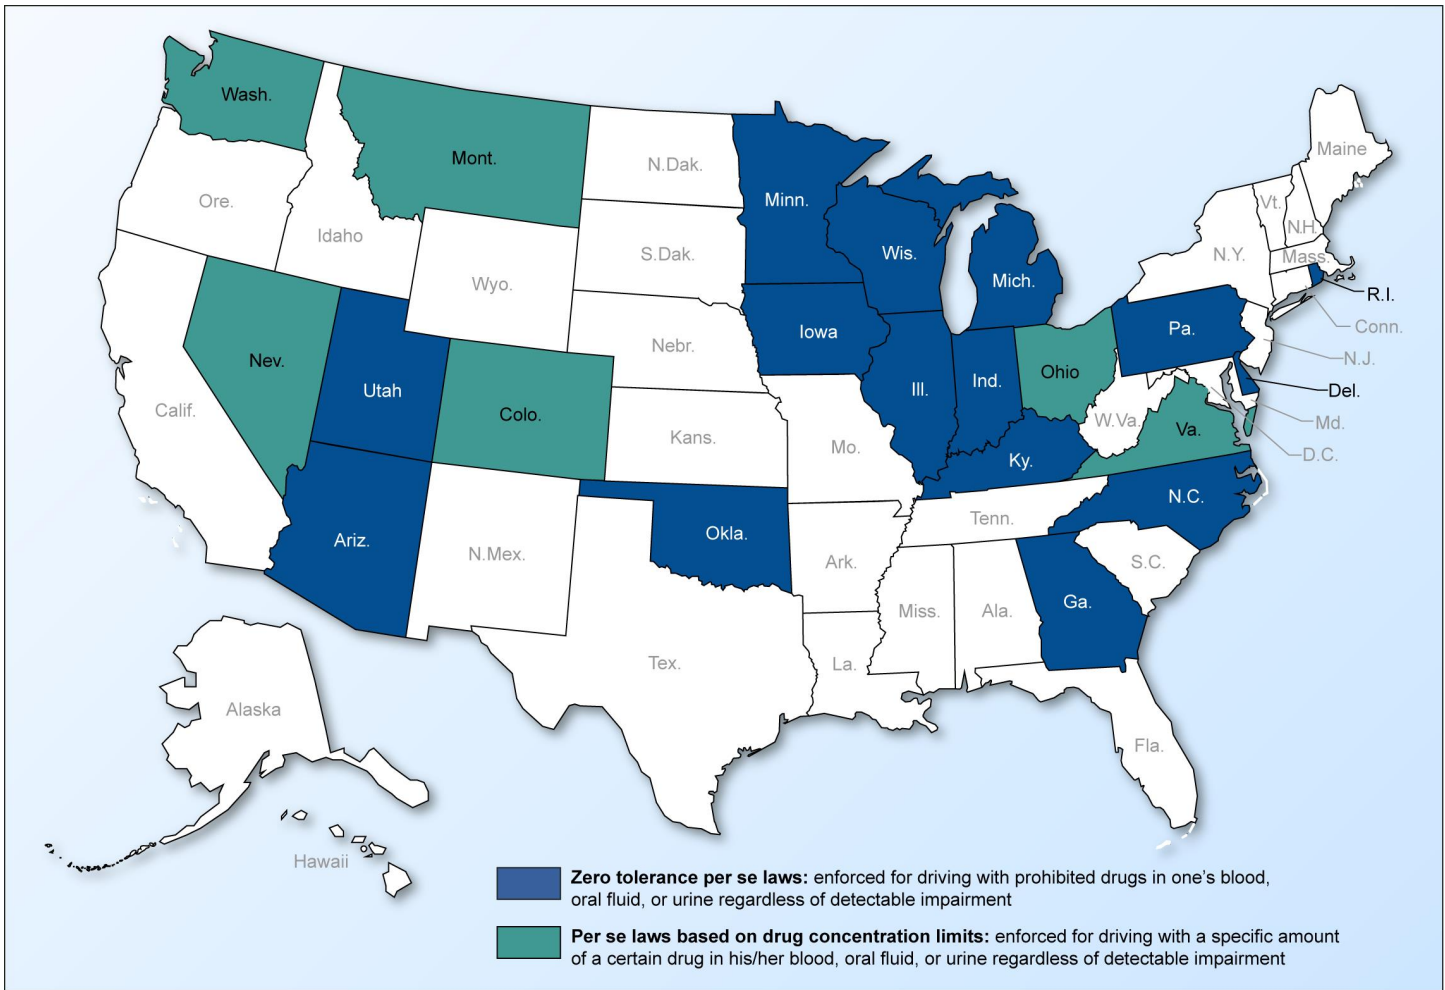 Wash.
Mont.
N.Dak.
Minn.
Maine
Ore.
Idaho
Wyo.
S.Dak.
Wis.
Mich.
Vt.
N.H.
N.Y.
Mass.
R.I.
Conn.
N.J.
Pa.
Nev.
Utah
Colo.
Nebr.
Iowa
Ill.
Ind.
Ohio
Del.
Md.
D.C.
W.Va.
Va.
Calif.
Kans.
Mo.
Ky.
N.C.
Ariz.
N.Mex.
Okla.
Ark.
Tenn.
S.C.
Miss.
Ala.
Ga.
Tex.
La.
Fla.
Alaska
Hawaii
Zero tolerance per se laws: enforced for driving with prohibited drugs in one’s blood,
oral fluid, or urine regardless of detectable impairment
Per se laws based on drug concentration limits: enforced for driving with a specific amount
of a certain drug in his/her blood, oral fluid, or urine regardless of detectable impairment